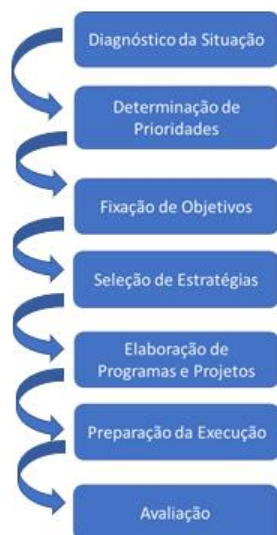 Diagnóstico da Situação
Determinação de
Prioridades
Fixação de Objetivos
Seleção de Estratégias
Elaboração de
Programas e Projetos
Preparação da Execução
Avaliação